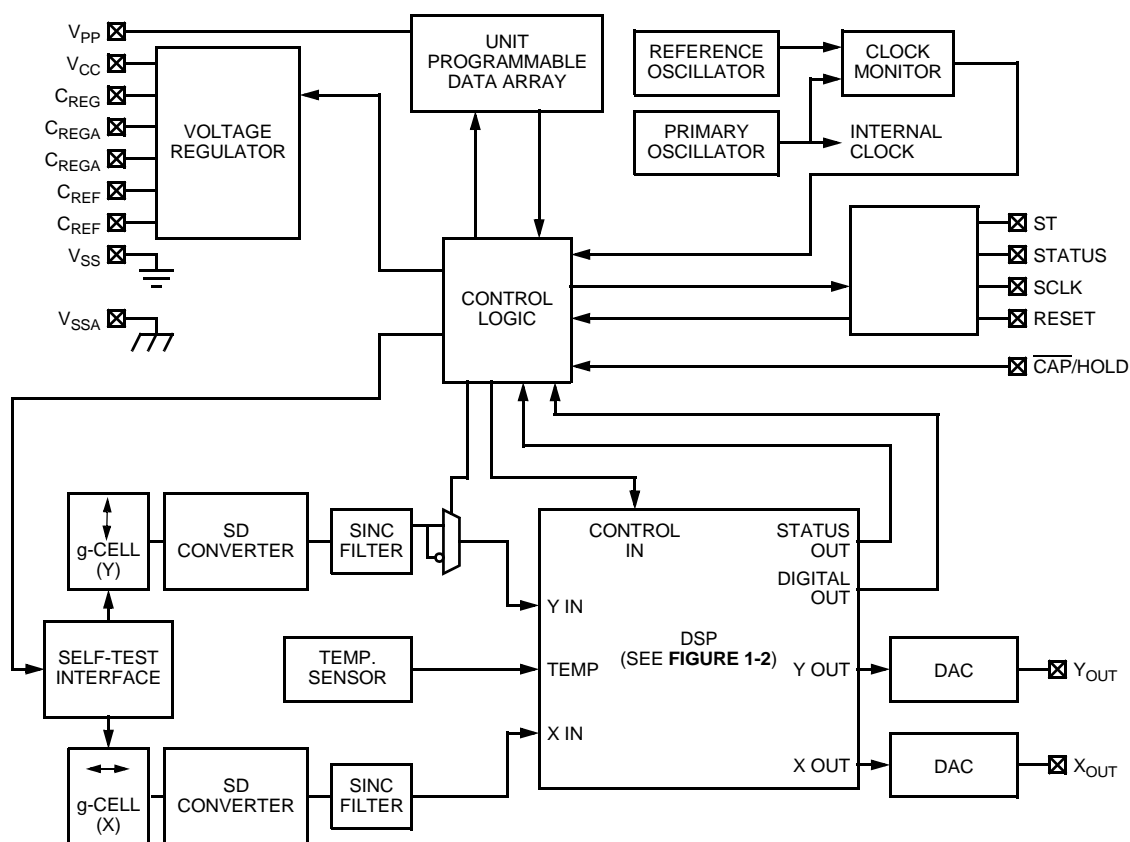 VPP
VCC
CREG
CREGA
CREGA
CREF
CREF
VSS
VSSA
VOLTAGE
REGULATOR
UNIT
PROGRAMMABLE
DATA ARRAY
REFERENCE
OSCILLATOR
CLOCK
MONITOR
PRIMARY
OSCILLATOR
INTERNAL
CLOCK
CONTROL
LOGIC
ST
STATUS
SCLK
RESET
CAP/HOLD
g-CELL
(Y)
SD
CONVERTER
SINC
FILTER
CONTROL
IN
STATUS
OUT
DIGITAL
OUT
Y IN
DSP
(SEE FIGURE 1-2)
SELF-TEST
INTERFACE
TEMP.
SENSOR
TEMP
Y OUT
DAC
YOUT
X IN
X OUT
DAC
XOUT
g-CELL
(X)
SD
CONVERTER
SINC
FILTER